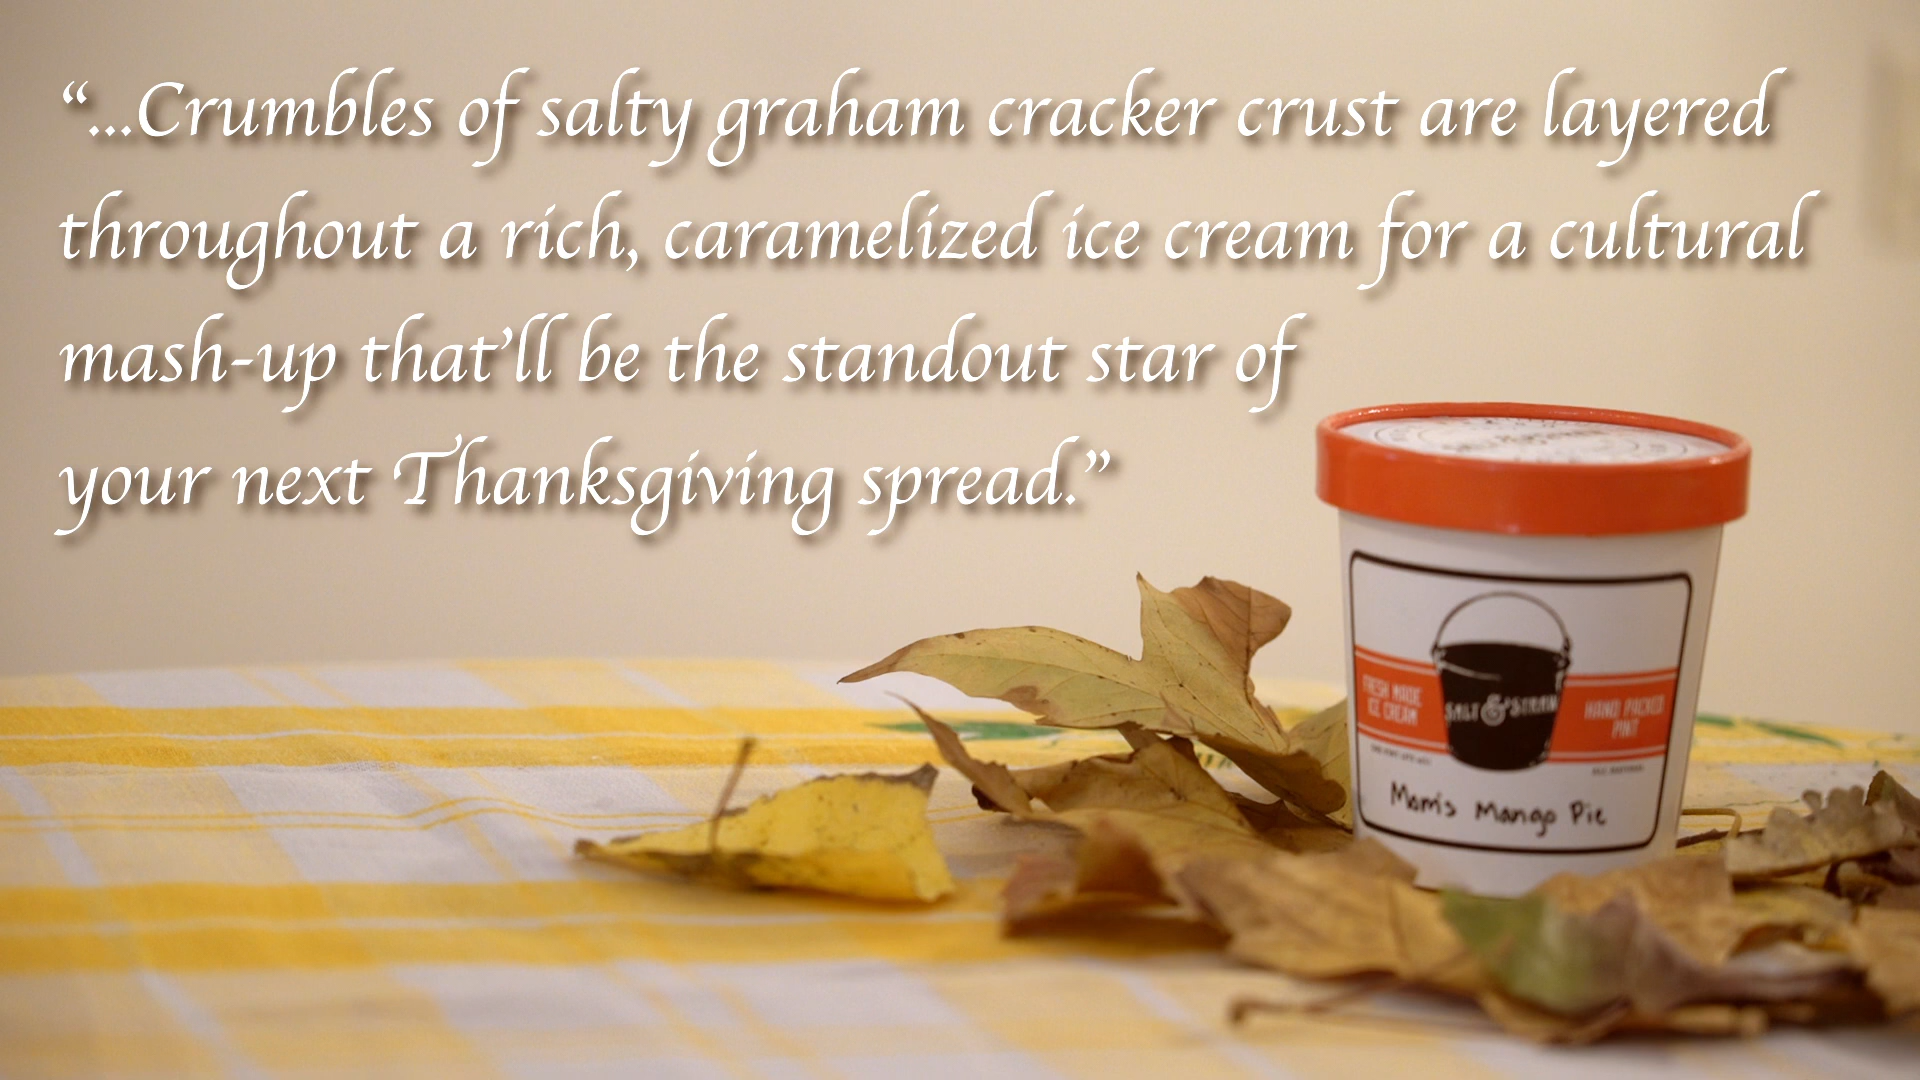 “...Crumbles of salty graham cracker crust are layered
throughout a rich, caramelized ice cream for a cultural
mash-up that’ll be the standout star of
your next Thanksgiving spread.”
FRESH MADE
ICE CREAM
SALT & STRAW
HAND PACKED
PINT
Mom's Mango Pie